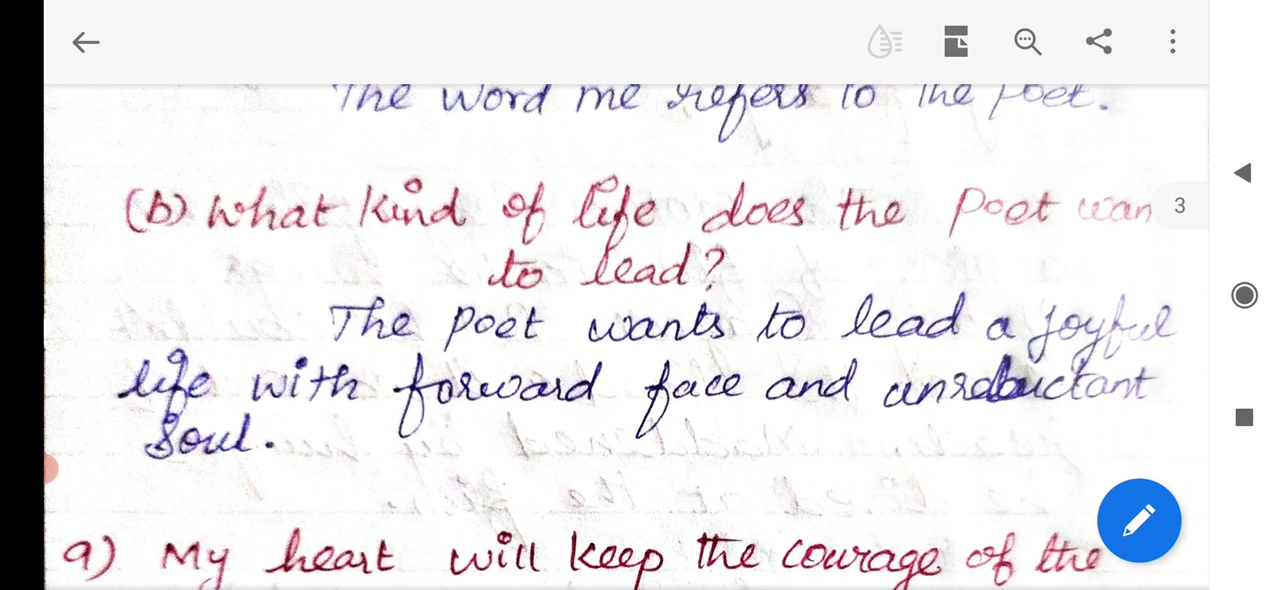 The word me refers to the poet.
(b) What kind of life does the poet wan
3
to lead?
The poet wants to lead a joyful
life with forward face and unreluctant
soul.
9) My heart will keep the courage of the